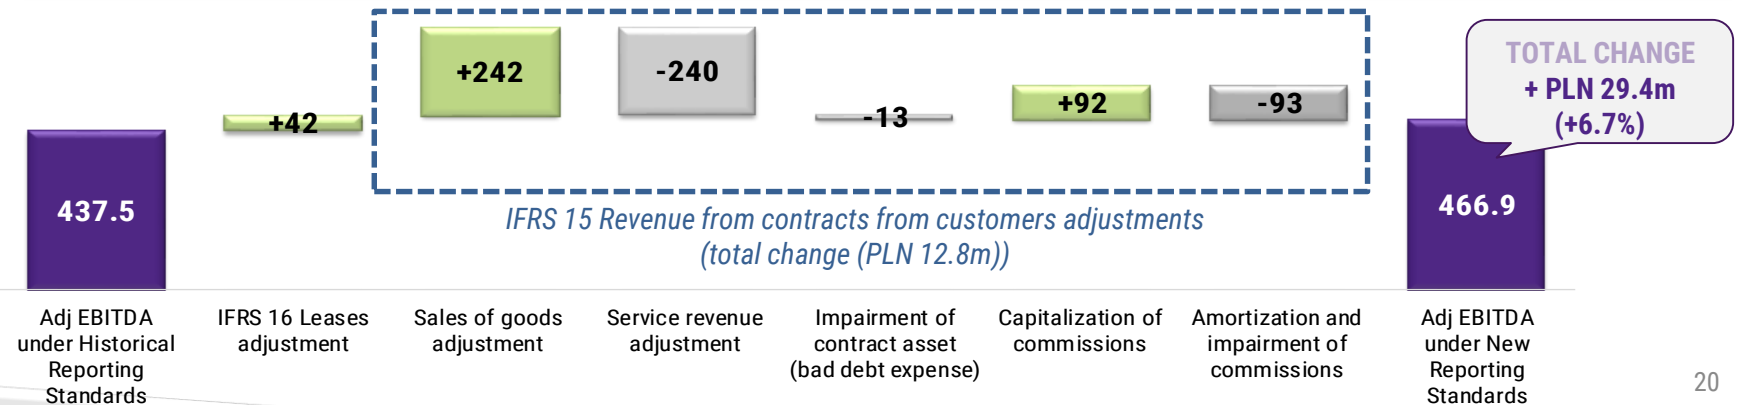 +242
-240
+42
-13
+92
-93
TOTAL CHANGE
+ PLN 29.4m
(+6.7%)
437.5
466.9
IFRS 15 Revenue from contracts from customers adjustments
(total change (PLN 12.8m))
Adj EBITDA
under Historical
Reporting
Standards
IFRS 16 Leases
adjustment
Sales of goods
adjustment
Service revenue
adjustment
Impairment of
contract asset
(bad debt expense)
Capitalization of
commissions
Amortization and
impairment of
commissions
Adj EBITDA
under New
Reporting
Standards
20